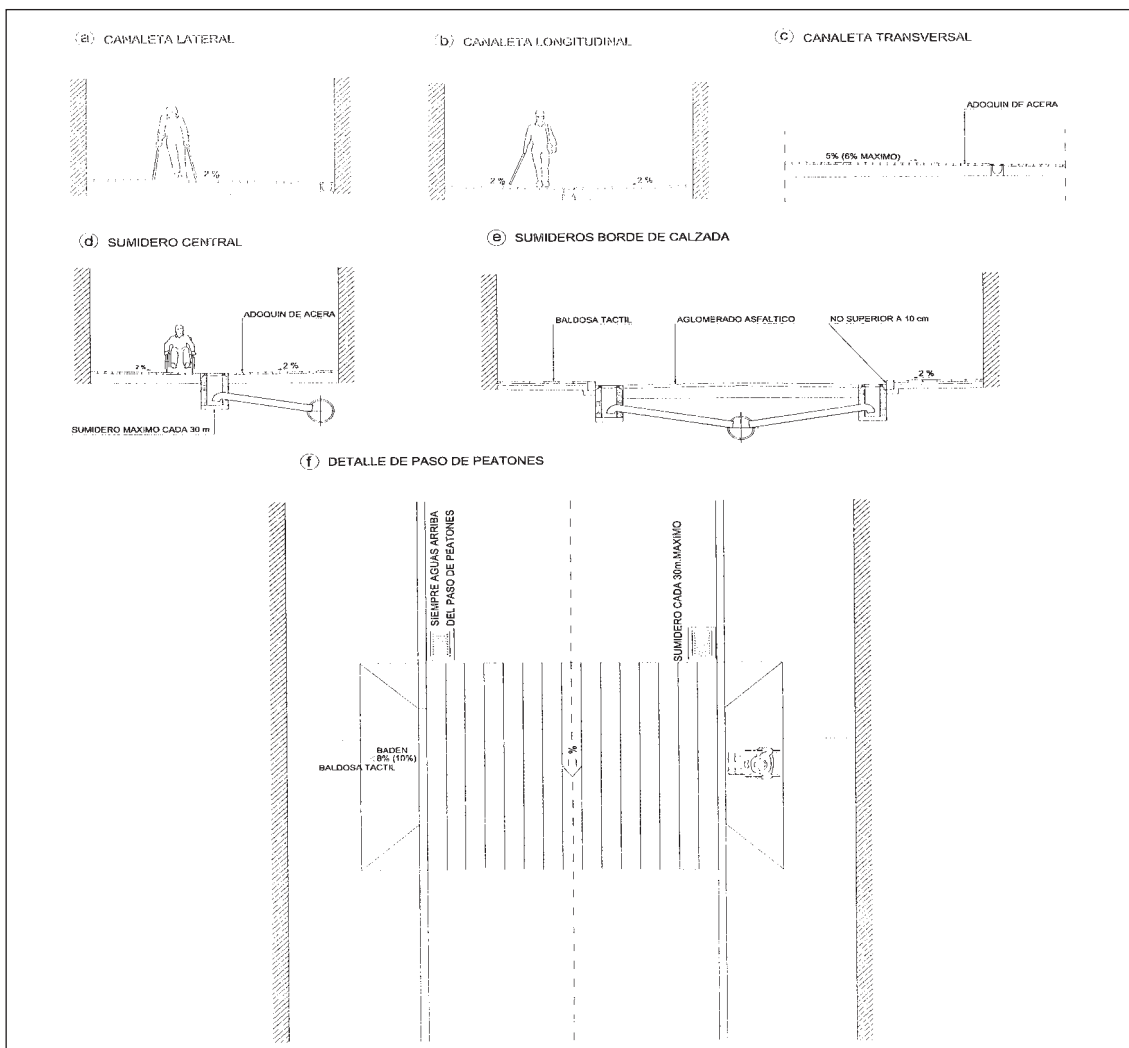 (a) CANALETA LATERAL
(b) CANALETA LONGITUDINAL
(c) CANALETA TRANSVERSAL
2 %
2 %
2 %
ADOQUIN DE ACERA
5% (6% MAXIMO)
(d) SUMIDERO CENTRAL
ADOQUIN DE ACERA
2 %
2 %
SUMIDERO MAXIMO CADA 30 m
(e) SUMIDEROS BORDE DE CALZADA
BALDOSA TACTIL
AGLOMERADO ASFALTICO
NO SUPERIOR A 10 cm
2 %
(f) DETALLE DE PASO DE PEATONES
SIEMPRE AGUAS ARRIBA
DEL PASO DE PEATONES
SUMIDERO CADA 30m.MAXIMO
BADEN
8% (10%)
BALDOSA TACTIL
%